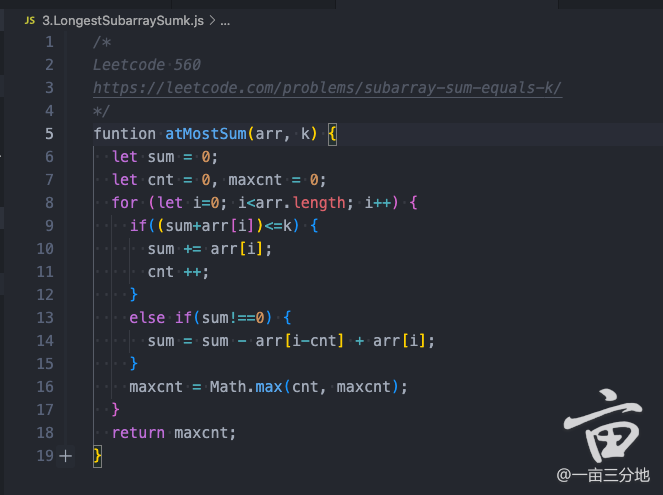 JS 3.LongestSubarraySumk.js > ...
1 /*
2 Leetcode 560
3 https://leetcode.com/problems/subarray-sum-equals-k/
4 */
5 funtion atMostSum(arr, k) {
6 let sum = 0;
7 let cnt = 0, maxcnt = 0;
8 for (let i=0; i<arr.length; i++) {
9 if((sum+arr[i])<=k) {
10 sum += arr[i];
11 cnt ++;
12 }
13 else if(sum!==0) {
14 sum = sum - arr[i-cnt] + arr[i];
15 }
16 maxcnt = Math.max(cnt, maxcnt);
17 }
18 return maxcnt;
19 }
亩
@一亩三分地